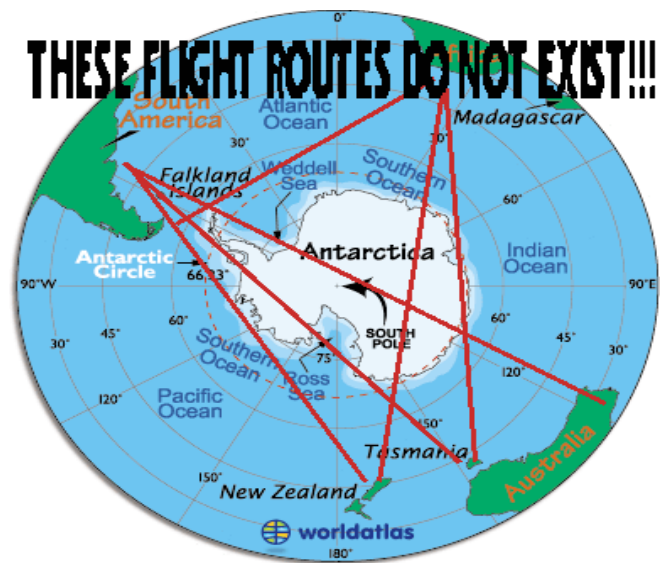 0°
THESE FLIGHT ROUTES DO NOT EXIST!!!
Africa
South
America
Atlantic
Ocean
Madagascar
30°
30°
Southern
Ocean
Weddell
Sea
Falkland
Islands
60°
Antarctica
Indian
Ocean
Antarctic
Circle
66.33°
90°W
90°E
SOUTH
POLE
60°
60°
45°
45°
30°
30°
75°
Southern
Ocean
Ross
Sea
120°
120°
Pacific
Ocean
150°
150°
Tasmania
Australia
New Zealand
worldatlas
180°